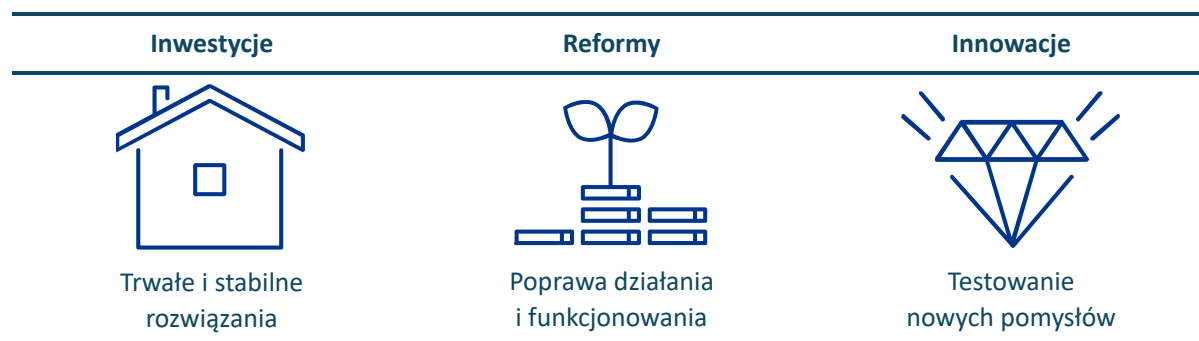 Inwestycje
Reformy
Innowacje
Trwałe i stabilne
rozwiązania
Poprawa działania
i funkcjonowania
Testowanie
nowych pomysłów